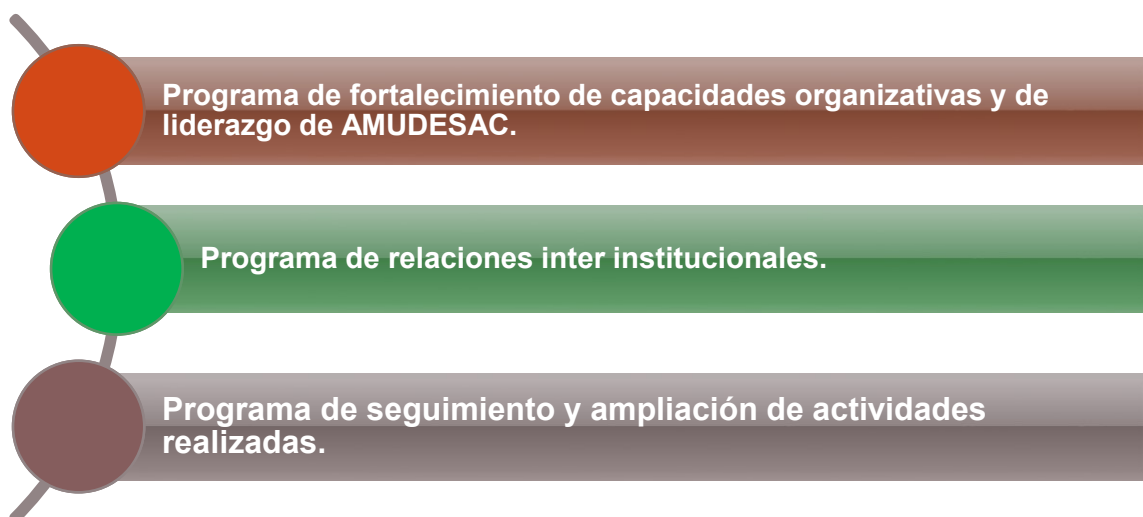 Programa de fortalecimiento de capacidades organizativas y de
liderazgo de AMUDESAC.
Programa de relaciones inter institucionales.
Programa de seguimiento y ampliación de actividades
realizadas.